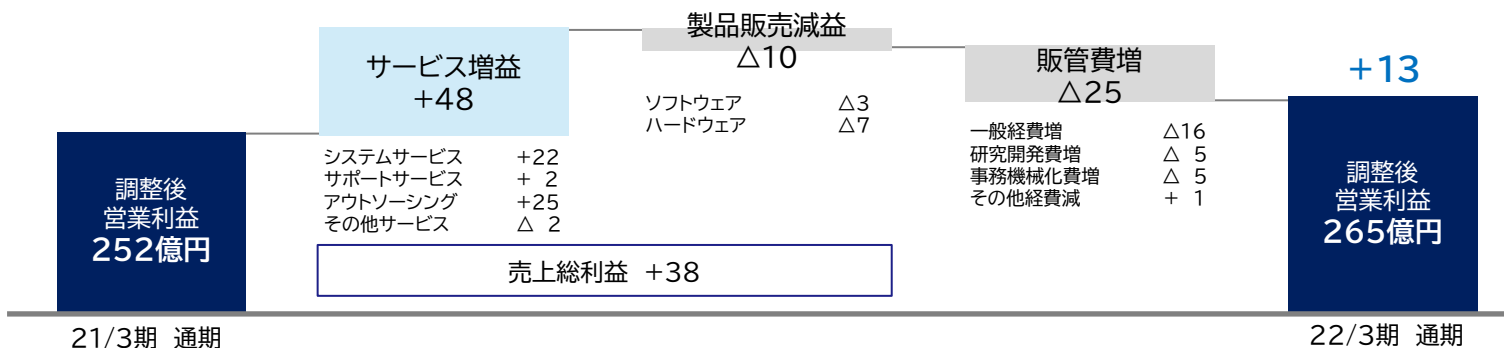 サービス増益
+48
製品販売減益
△10
販管費増
△25
+13
ソフトウェア △3
ハードウェア △7
一般経費増 △16
研究開発費増 △ 5
事務機械化費増 △ 5
その他経費減 + 1
システムサービス +22
サポートサービス + 2
アウトソーシング +25
その他サービス △ 2
調整後
営業利益
252億円
調整後
営業利益
265億円
売上総利益 +38
21/3期 通期
22/3期 通期